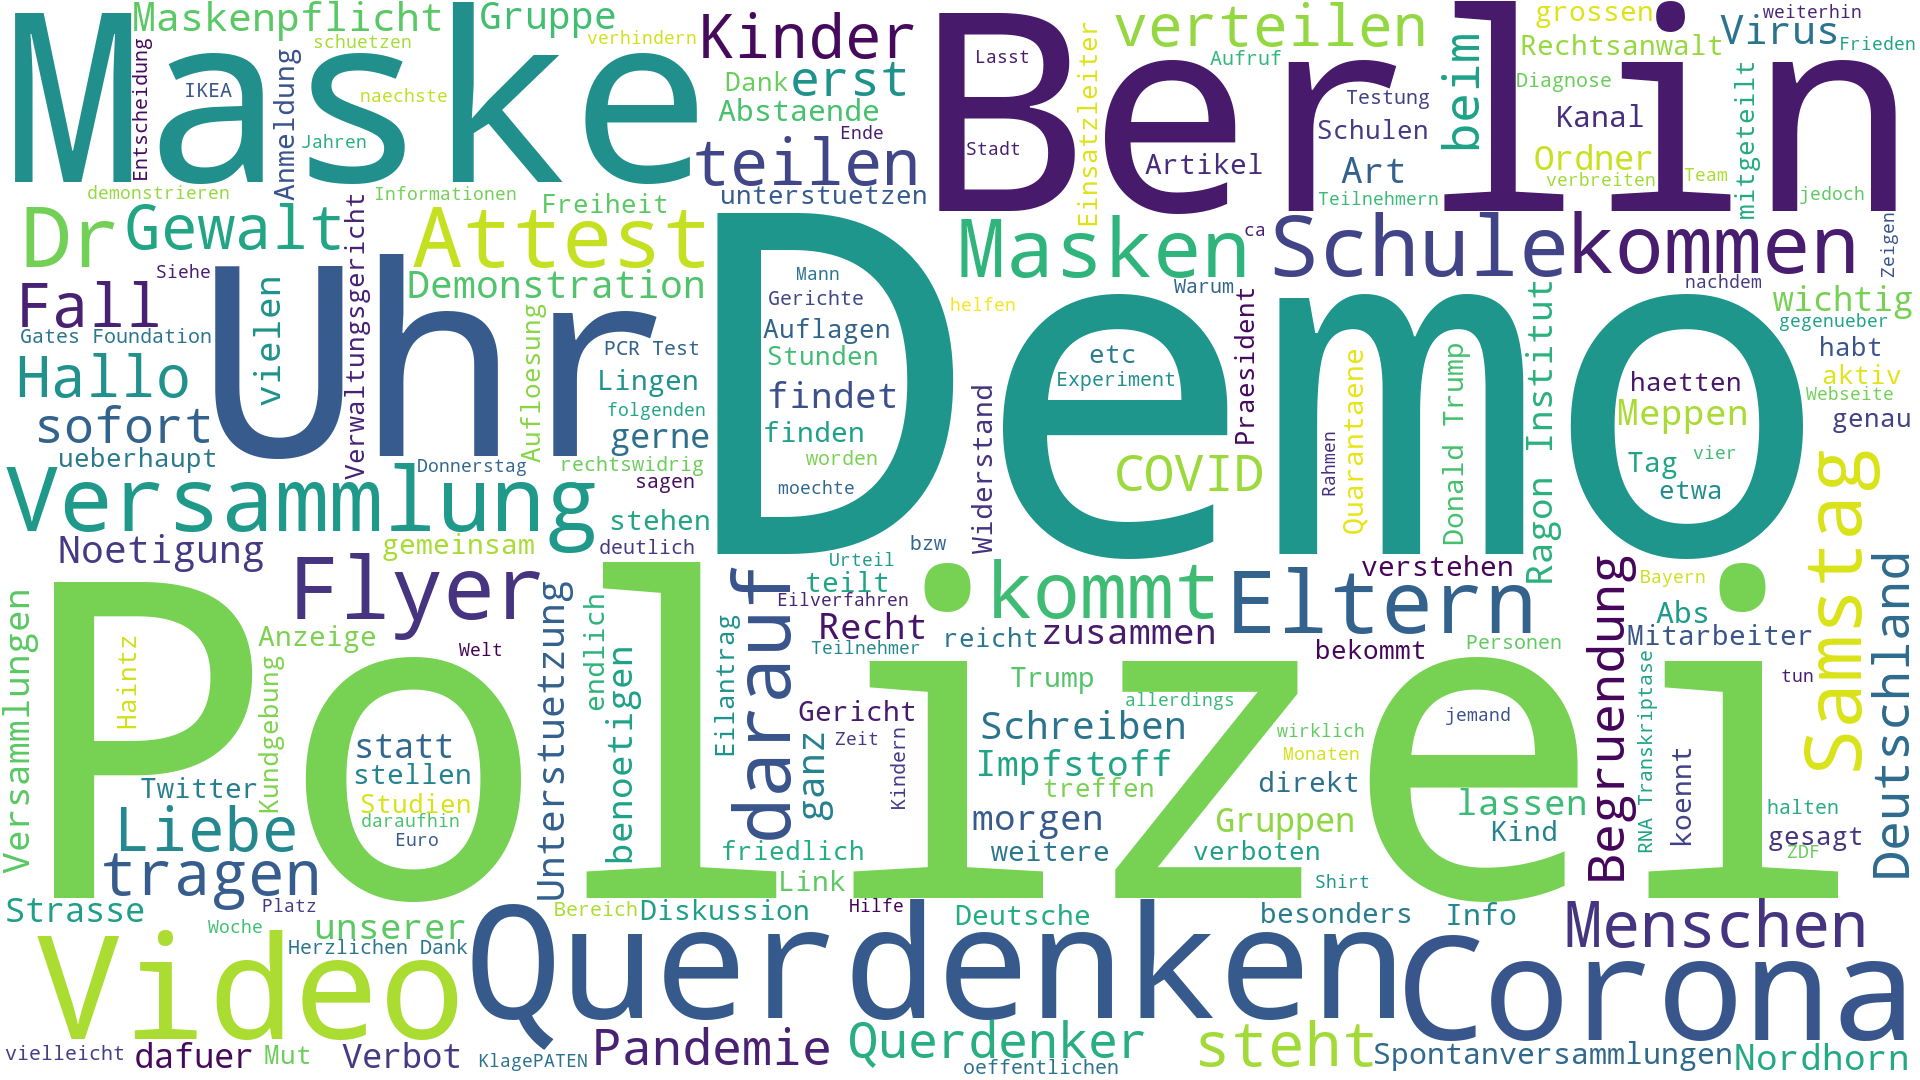 Maske
Berlin
Maskenpflicht
Gruppe
Kinder
verteilen
grossen
weiterhin
Virus
Frieden
Rechtsanwalt
schuetzen
verhindern
Entscheidung
IKEA
naechste
Anmeldung
Jahren
Dank
erst
Abstaende
Ende
teilen
unterstuetzen
Lasst
Stadt
Aufruf
Einsatzleiter
Artikel
Testung
Schulen
Art
Teilnehmern
beim
Diagnose
Kanal
Ordner
verbreiten
Team
mitgeteilt
jedoch
demonstrieren
Informationen
Freiheit
Dr
Gewalt
Attest
Masken
ca
Schule
kommen
Zeigen
Siehe
Fall
Gates Foundation
vielen
Verwaltungsgericht
Demonstration
Uhr
Demo
Mann
Gerichte
Auflagen
Stunden
findet
finden
worden
moechte
helfen
Warum
Praesident
nachdem
wichtig
gegenueber
habt
aktiv
Webseite
genau
Hallo
sofort
ueberhaupt
Aufloesung
PCR Test
Lingen
folgenden
gerne
rechtswidrig
sagen
Donnerstag
etc
Experiment
Widerstand
COVID
Rahmen
Quarantaene
Donald Trump
Ragon Institut
haetten
Meppen
Tag
vier
etwa
Versammlung
stehen
deutlich
Noetigung
gemeinsam
Flyer
bzw
Urteil
teilt
Eilverfahren
kommt
Eltern
verstehen
Bayern
Abs
Mitarbeiter
Samstag
Deutschland
Begruendung
Polizei
Versammlungen
Haintz
Anzeige
Kundgebung
Welt
Unterstuetzung
endlich
benoetigen
Eilantrag
darauf
Recht
Teilnehmer
reicht
zusammen
bekommt
Personen
tun
RNA Transkriptase
Trump
allerdings
Gericht
Zeit
ganz
Kindern
Schreiben
Impfstoff
treffen
wirklich
Monaten
direkt
jemand
lassen
Kind
koennt
halten
gesagt
ZDF
statt
stellen
Studien
daraufhin
Euro
Twitter
Liebe
tragen
morgen
weitere
Gruppen
verboten
friedlich
Link
Shirt
Strasse
Woche
Platz
unserer
Herzlichen Dank
Bereich
Diskussion
Hilfe
Deutsche
besonders
Info
Menschen
Video
Querdenken
Corona
vielleicht
dafuer
Mut
Verbot
KlagePATEN
Pandemie
Querdenker
oeffentlichen
steht
Spontanversammlungen
Nordhorn